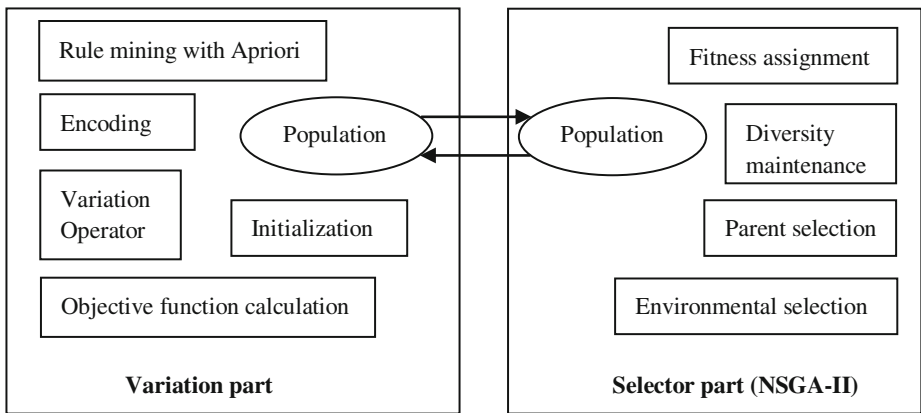 Rule mining with Apriori
Encoding
Population
Variation
Operator
Initialization
Objective function calculation
Variation part
Fitness assignment
Population
Diversity
maintenance
Parent selection
Environmental selection
Selector part (NSGA-II)